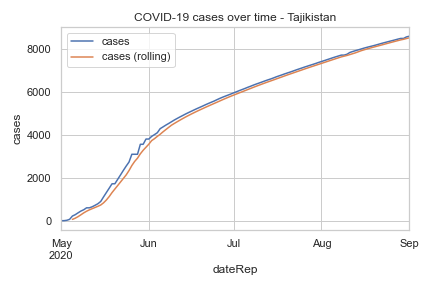 COVID-19 cases over time - Tajikistan
cases
cases (rolling)
8000
6000
4000
2000
0
cases
May
2020
Jun
Jul
Aug
Sep
dateRep